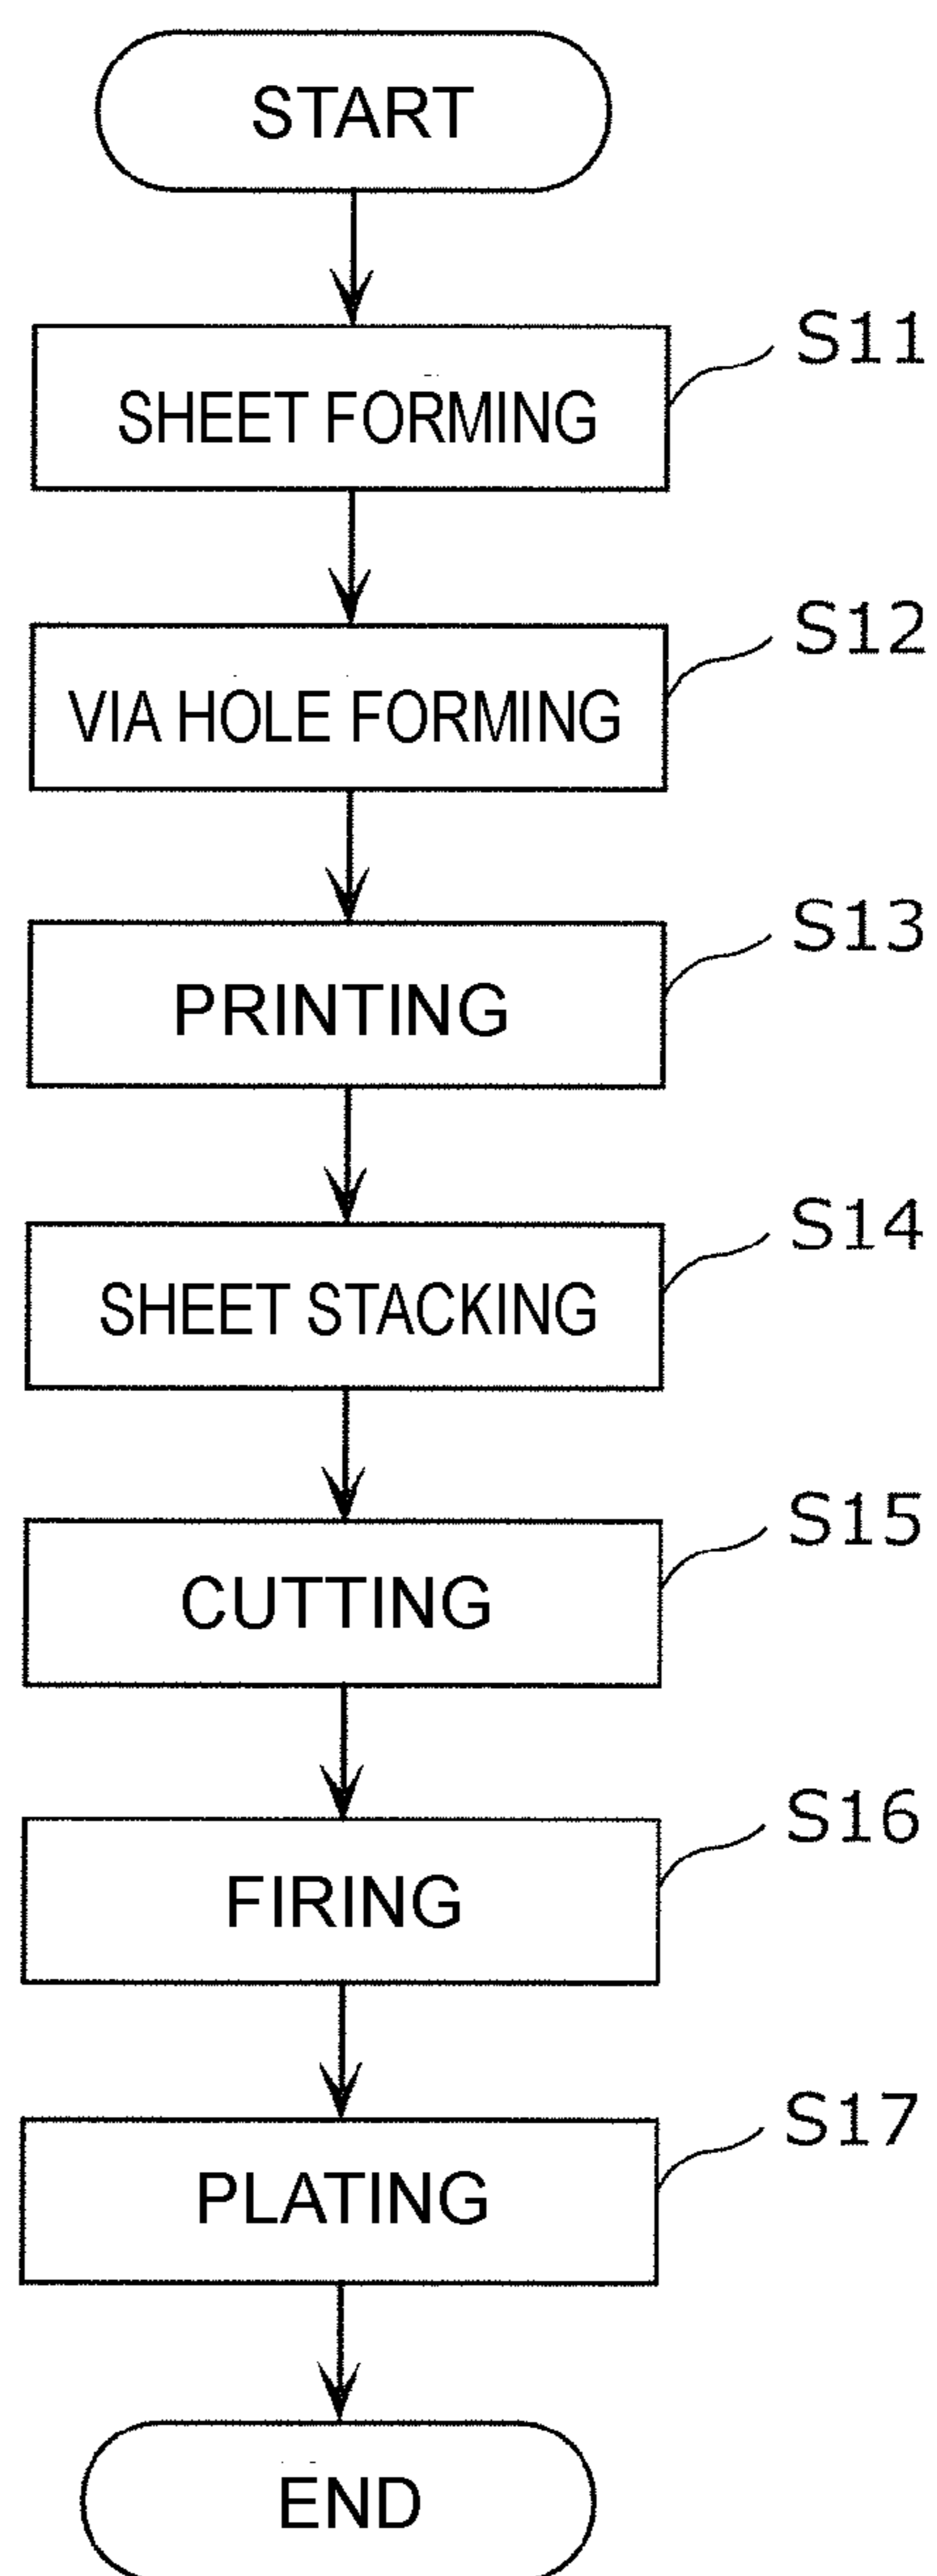 START
S11
SHEET FORMING
S12
VIA HOLE FORMING
S13
PRINTING
S14
SHEET STACKING
S15
CUTTING
S16
FIRING
S17
PLATING
END